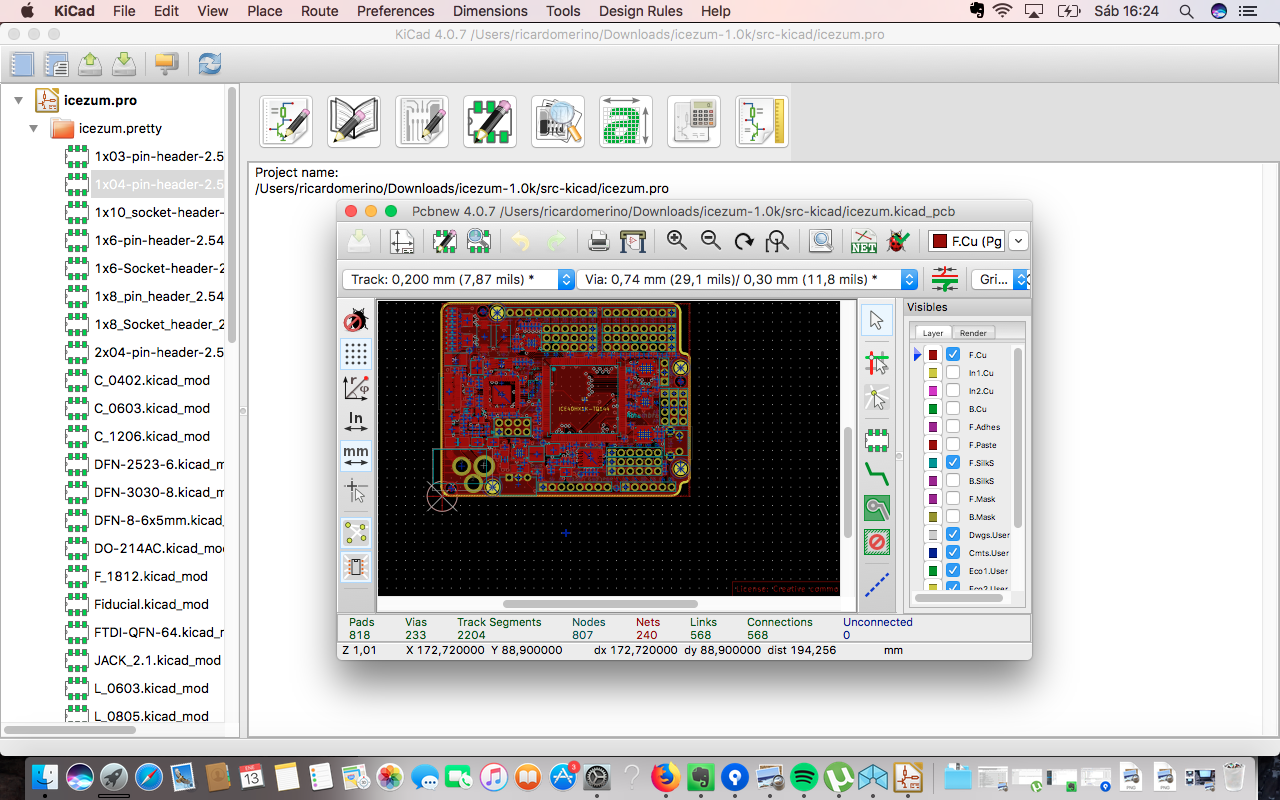 KiCad File Edit View Place Route Preferences Dimensions Tools Design Rules Help Sáb 16:24
KiCad 4.0.7 /Users/ricardomerino/Downloads/icezum-1.0k/src-kicad/icezum.pro
icezum.pro
icezum.pretty
1x03-pin-header-2.5
1x04-pin-header-2.5
1x10_socket-header-
1x6-pin-header-2.54
1x6-Socket-header-2
1x8_pin_header_2.54
1x8_Socket_header_2
2x04-pin-header-2.5
C_0402.kicad_mod
C_0603.kicad_mod
C_1206.kicad_mod
DFN-2523-6.kicad_m
DFN-3030-8.kicad_m
DFN-8-6x5mm.kicad_
DO-214AC.kicad_mo
F_1812.kicad_mod
Fiducial.kicad_mod
FTDI-QFN-64.kicad_m
JACK_2.1.kicad_mod
L_0603.kicad_mod
L_0805.kicad_mod
Project name:
/Users/ricardomerino/Downloads/icezum-1.0k/src-kicad/icezum.pro
Pcbnew 4.0.7 /Users/ricardomerino/Downloads/icezum-1.0k/src-kicad/icezum.kicad_pcb
NET
F.Cu (Pg
Track: 0,200 mm (7,87 mils) *
Via: 0,74 mm (29,1 mils)/ 0,30 mm (11,8 mils) *
Gri...
In
mm
ICE40HX1K-TQ144
License: Creative commo
Visibles
Layer Render
F.Cu
In1.Cu
In2.Cu
B.Cu
F.Adhes
F.Paste
F.SilkS
B.SilkS
F.Mask
B.Mask
Dwgs.User
Cmts.User
Eco1.User
Eco2.User
Pads Vias Track Segments Nodes Nets Links Connections Unconnected
818 233 2204 807 240 568 568 0
Z 1,01 X 172,720000 Y 88,900000 dx 172,720000 dy 88,900000 dist 194,256 mm
13
3